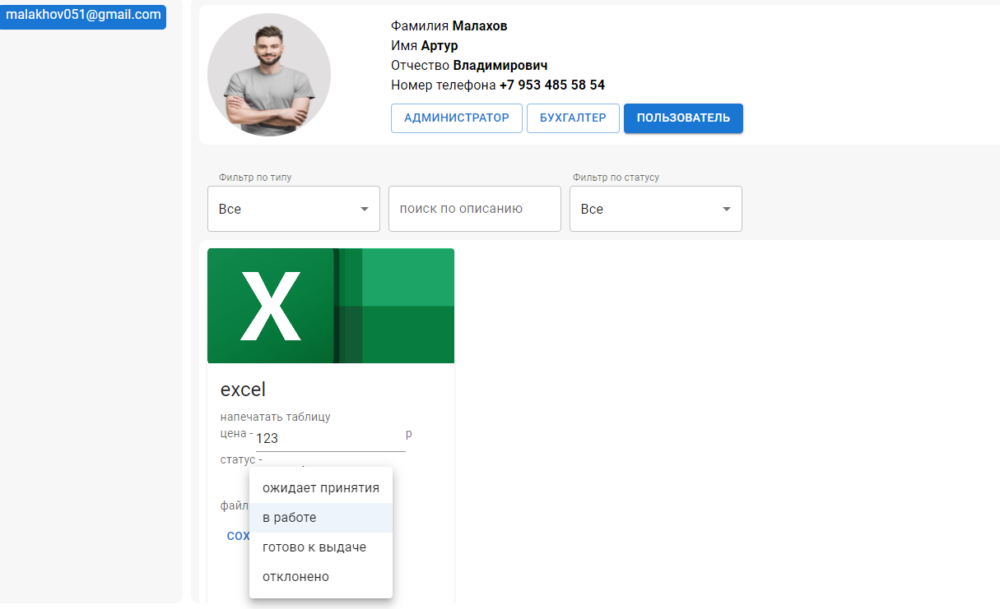 malakhov051@gmail.com
Фамилия Малахов
Имя Артур
Отчество Владимирович
Номер телефона +7 953 485 58 54
АДМИНИСТРАТОР БУХГАЛТЕР ПОЛЬЗОВАТЕЛЬ
Фильтр по типу Фильтр по статусу
Все поиск по описанию Все
X
excel
напечатать таблицу
цена - 123 р
статус -
ожидает принятия
файл
в работе
СОХ
готово к выдаче
отклонено